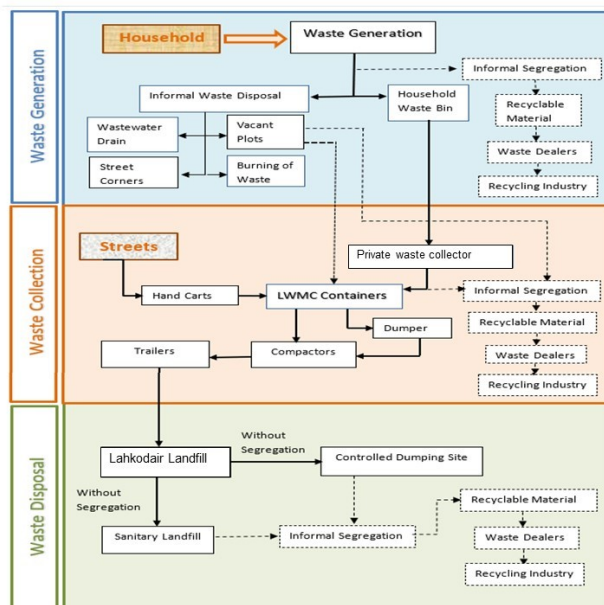 Waste Generation
Household
Waste Generation
Informal Segregation
Recyclable
Material
Waste Dealers
Recycling Industry
Informal Waste Disposal
Household
Waste Bin
Wastewater
Drain
Vacant
Plots
Street
Corners
Burning of
Waste
Waste Collection
Streets
Private waste collector
Hand Carts
LWMC Containers
Informal Segregation
Dumper
Recyclable Material
Trailers
Compactors
Waste Dealers
Recycling Industry
Waste Disposal
Lahkodair Landfill
Without
Segregation
Controlled Dumping Site
Without
Segregation
Sanitary Landfill
Informal Segregation
Recyclable Material
Waste Dealers
Recycling Industry